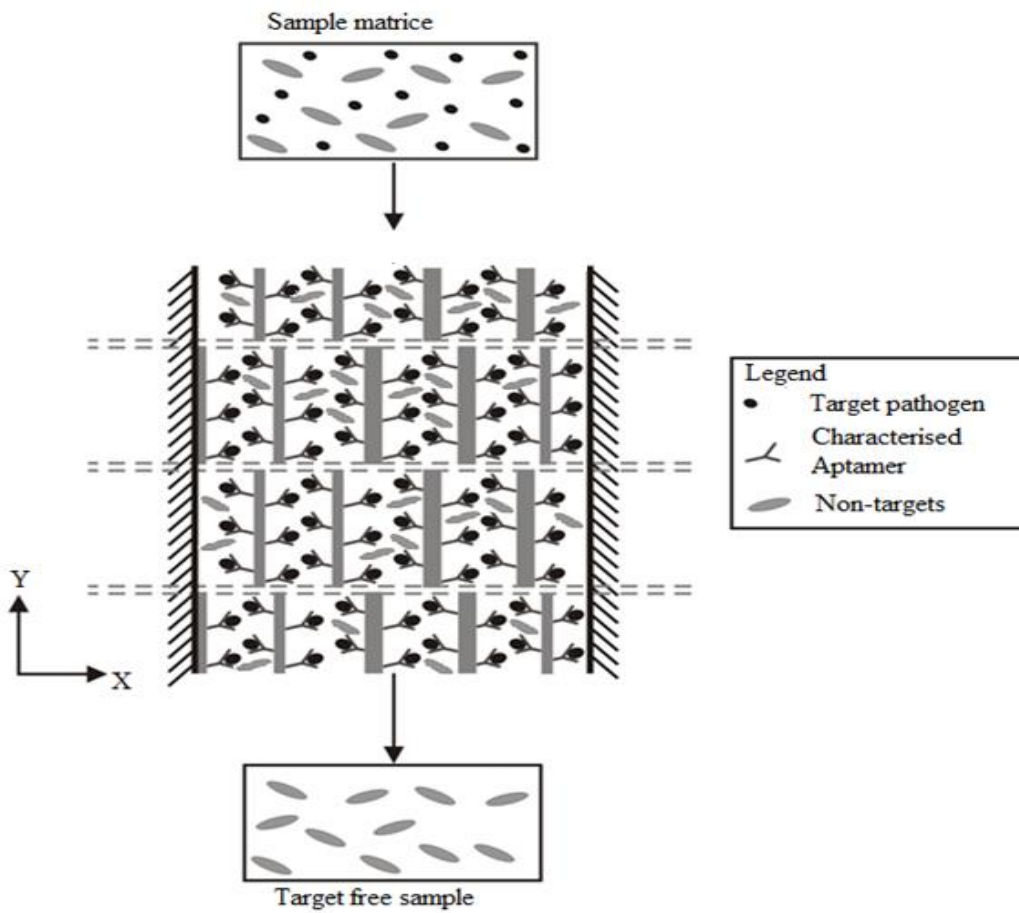 Sample matrice
Legend
Target pathogen
Characterised
Aptamer
Non-targets
Y
X
Target free sample